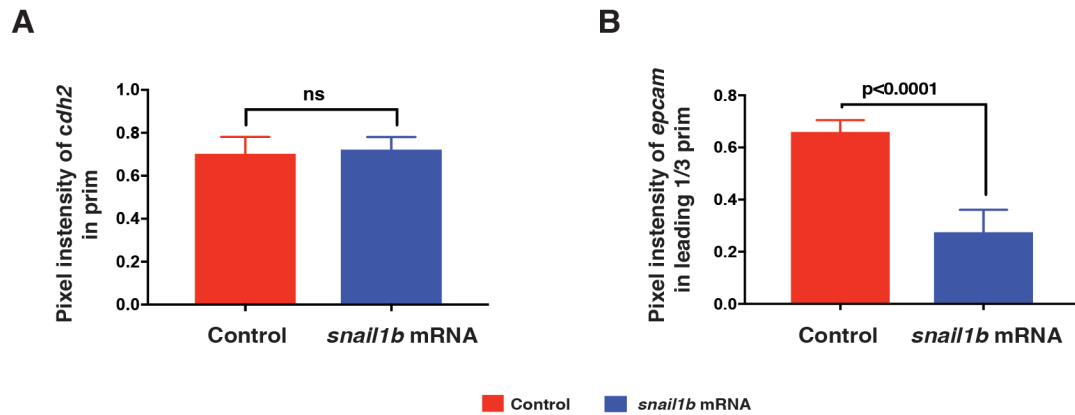 A
Pixel instensity of cdh2
in prim
1.0
0.8
0.6
0.4
0.2
0.0
ns
Control
snail1b mRNA
B
Pixel instensity of epcam
in leading 1/3 prim
0.8
0.6
0.4
0.2
0.0
p<0.0001
Control
snail1b mRNA
Control
snail1b mRNA